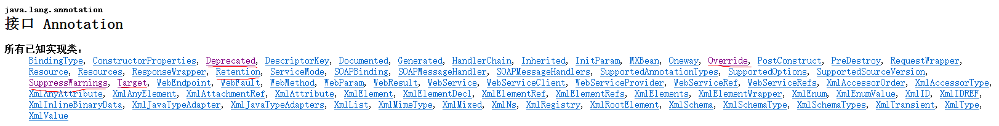 java.lang.annotation
接口 Annotation
所有已知实现类：
BindingType, ConstructorProperties, Deprecated, DescriptorKey, Documented, Generated, HandlerChain, Inherited, InitParam, MXBean, Oneway, Override, PostConstruct, PreDestroy, RequestWrapper,
Resource, Resources, ResponseWrapper, Retention, ServiceMode, SOAPBinding, SOAPMessageHandler, SOAPMessageHandlers, SupportedAnnotationTypes, SupportedOptions, SupportedSourceVersion,
SuppressWarnings, Target, WebEndpoint, WebFault, WebMethod, WebParam, WebResult, WebService, WebServiceClient, WebServiceProvider, WebServiceRef, WebServiceRefs, XmlAccessorOrder, XmlAccessorType,
XmlAnyAttribute, XmlAnyElement, XmlAttachmentRef, XmlAttribute, XmlElement, XmlElementDecl, XmlElementRef, XmlElementRefs, XmlElements, XmlElementWrapper, XmlEnum, XmlEnumValue, XmlID, XmlIDREF,
XmlInlineBinaryData, XmlJavaTypeAdapter, XmlJavaTypeAdapters, XmlList, XmlMimeType, XmlMixed, XmlNs, XmlRegistry, XmlRootElement, XmlSchema, XmlSchemaType, XmlSchemaTypes, XmlTransient, XmlType,
XmlValue